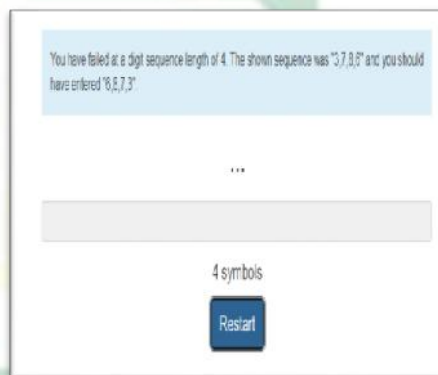 You have failed at a digit sequence length of 4. The shown sequence was "3,7,8,6" and you should
have entered "6,8,7,3".
...
4 symbols
Restart